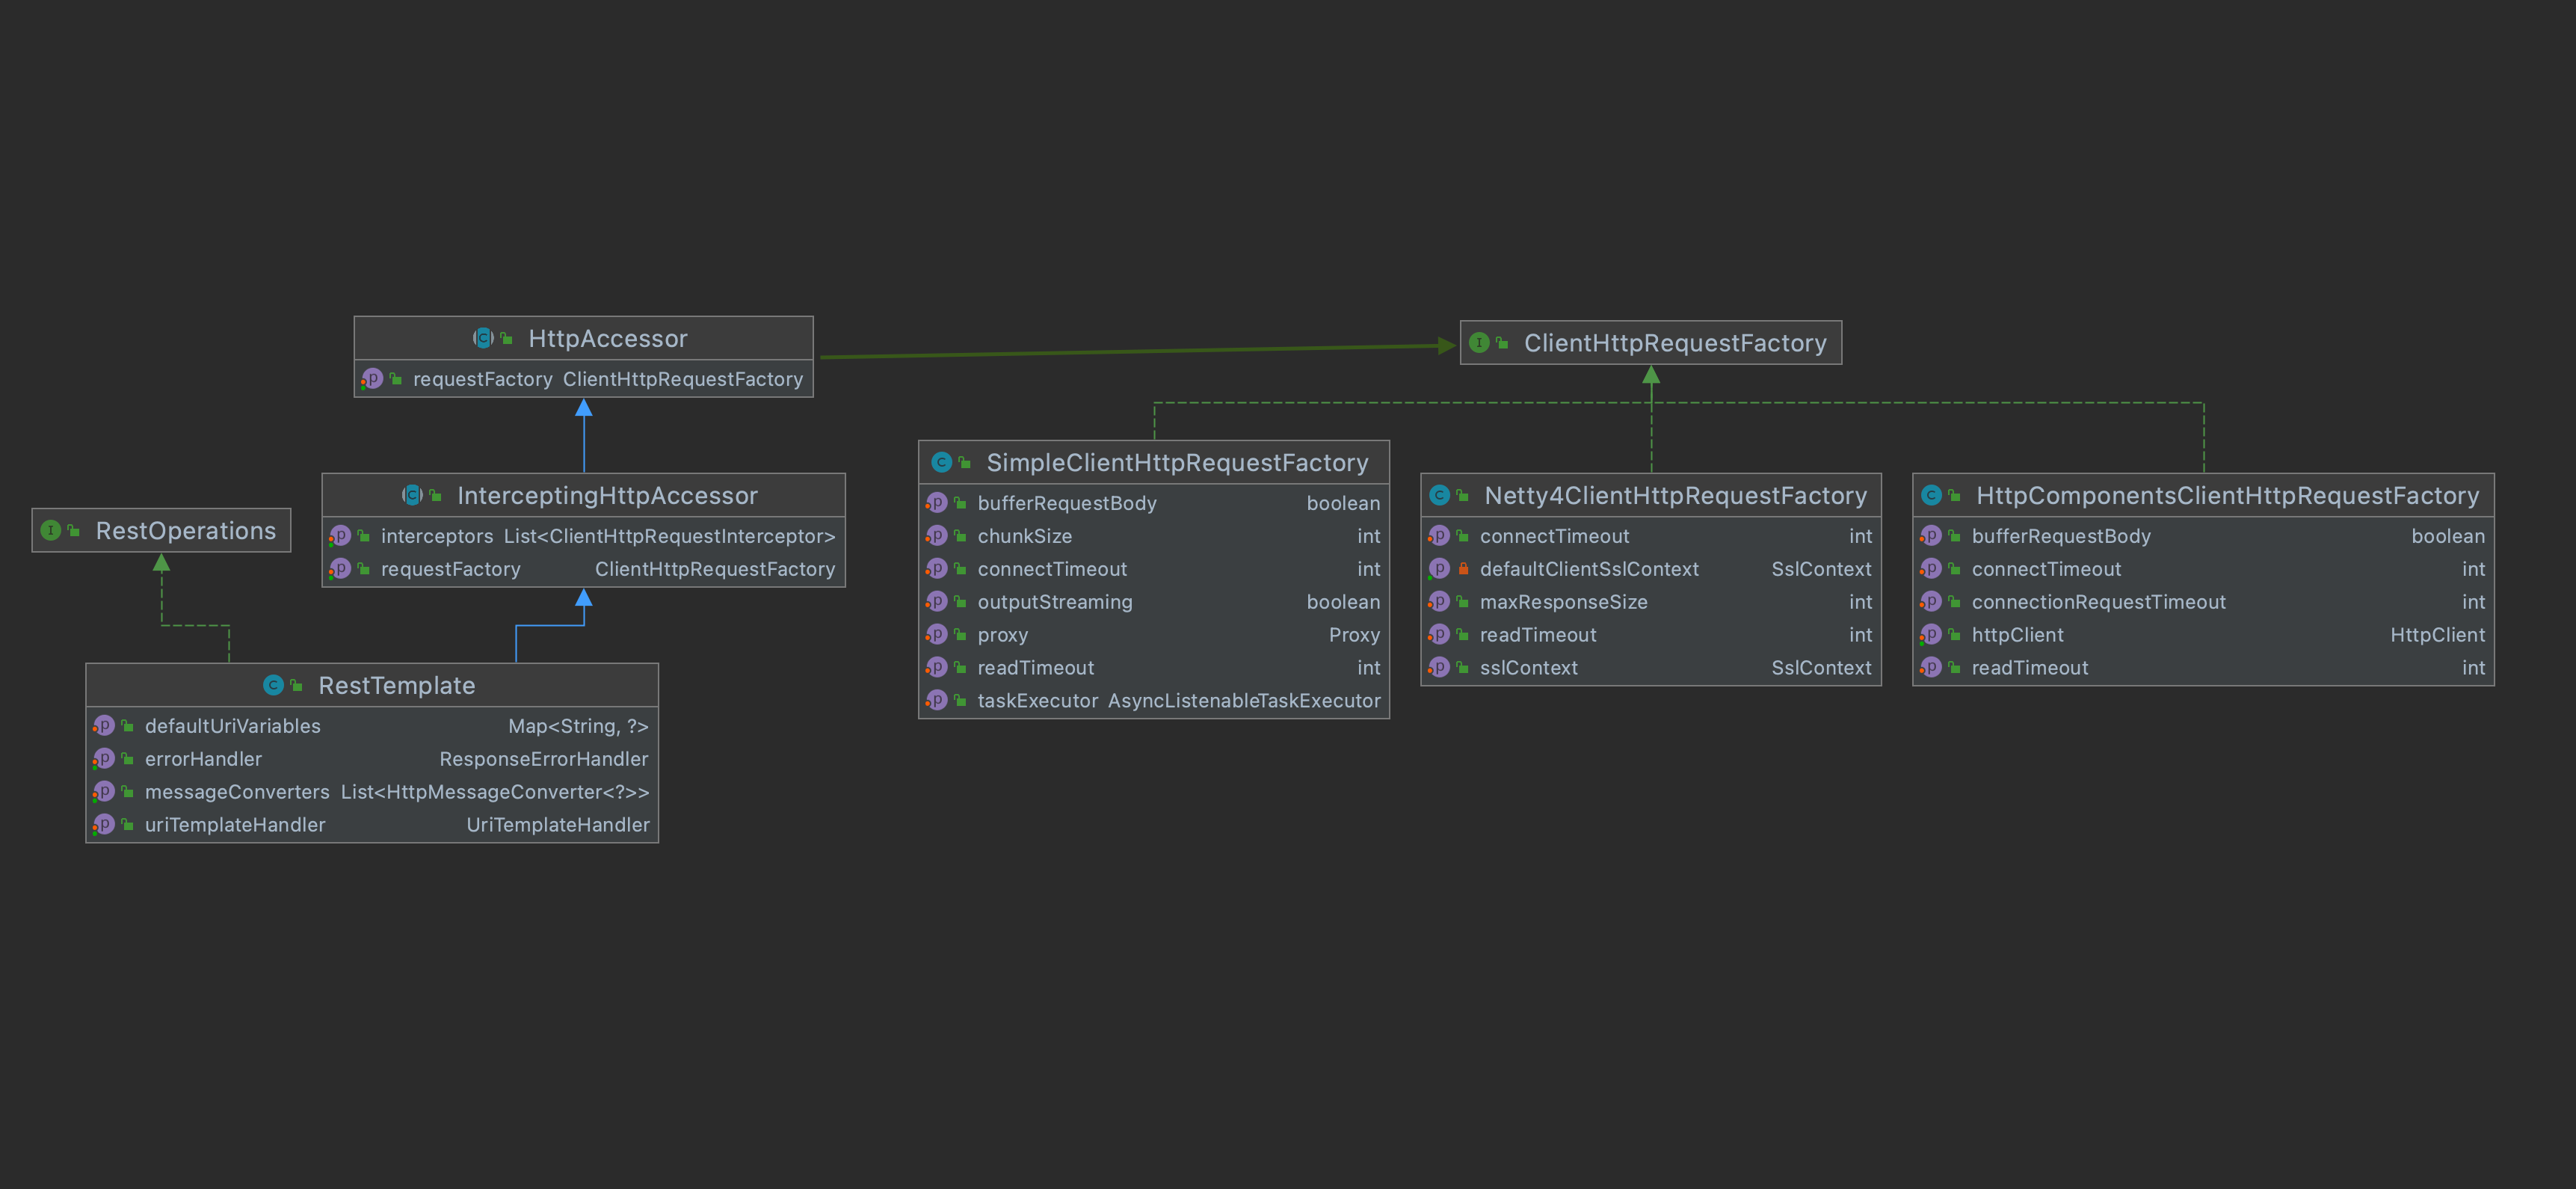 HttpAccessor
requestFactory ClientHttpRequestFactory
ClientHttpRequestFactory
InterceptingHttpAccessor
interceptors List<ClientHttpRequestInterceptor>
requestFactory ClientHttpRequestFactory
RestOperations
RestTemplate
defaultUriVariables Map<String, ?>
errorHandler ResponseErrorHandler
messageConverters List<HttpMessageConverter<?>>
uriTemplateHandler UriTemplateHandler
SimpleClientHttpRequestFactory
bufferRequestBody boolean
chunkSize int
connectTimeout int
outputStreaming boolean
proxy Proxy
readTimeout int
taskExecutor AsyncListenableTaskExecutor
Netty4ClientHttpRequestFactory
connectTimeout int
defaultClientSslContext SslContext
maxResponseSize int
readTimeout int
sslContext SslContext
HttpComponentsClientHttpRequestFactory
bufferRequestBody boolean
connectTimeout int
connectionRequestTimeout int
httpClient HttpClient
readTimeout int